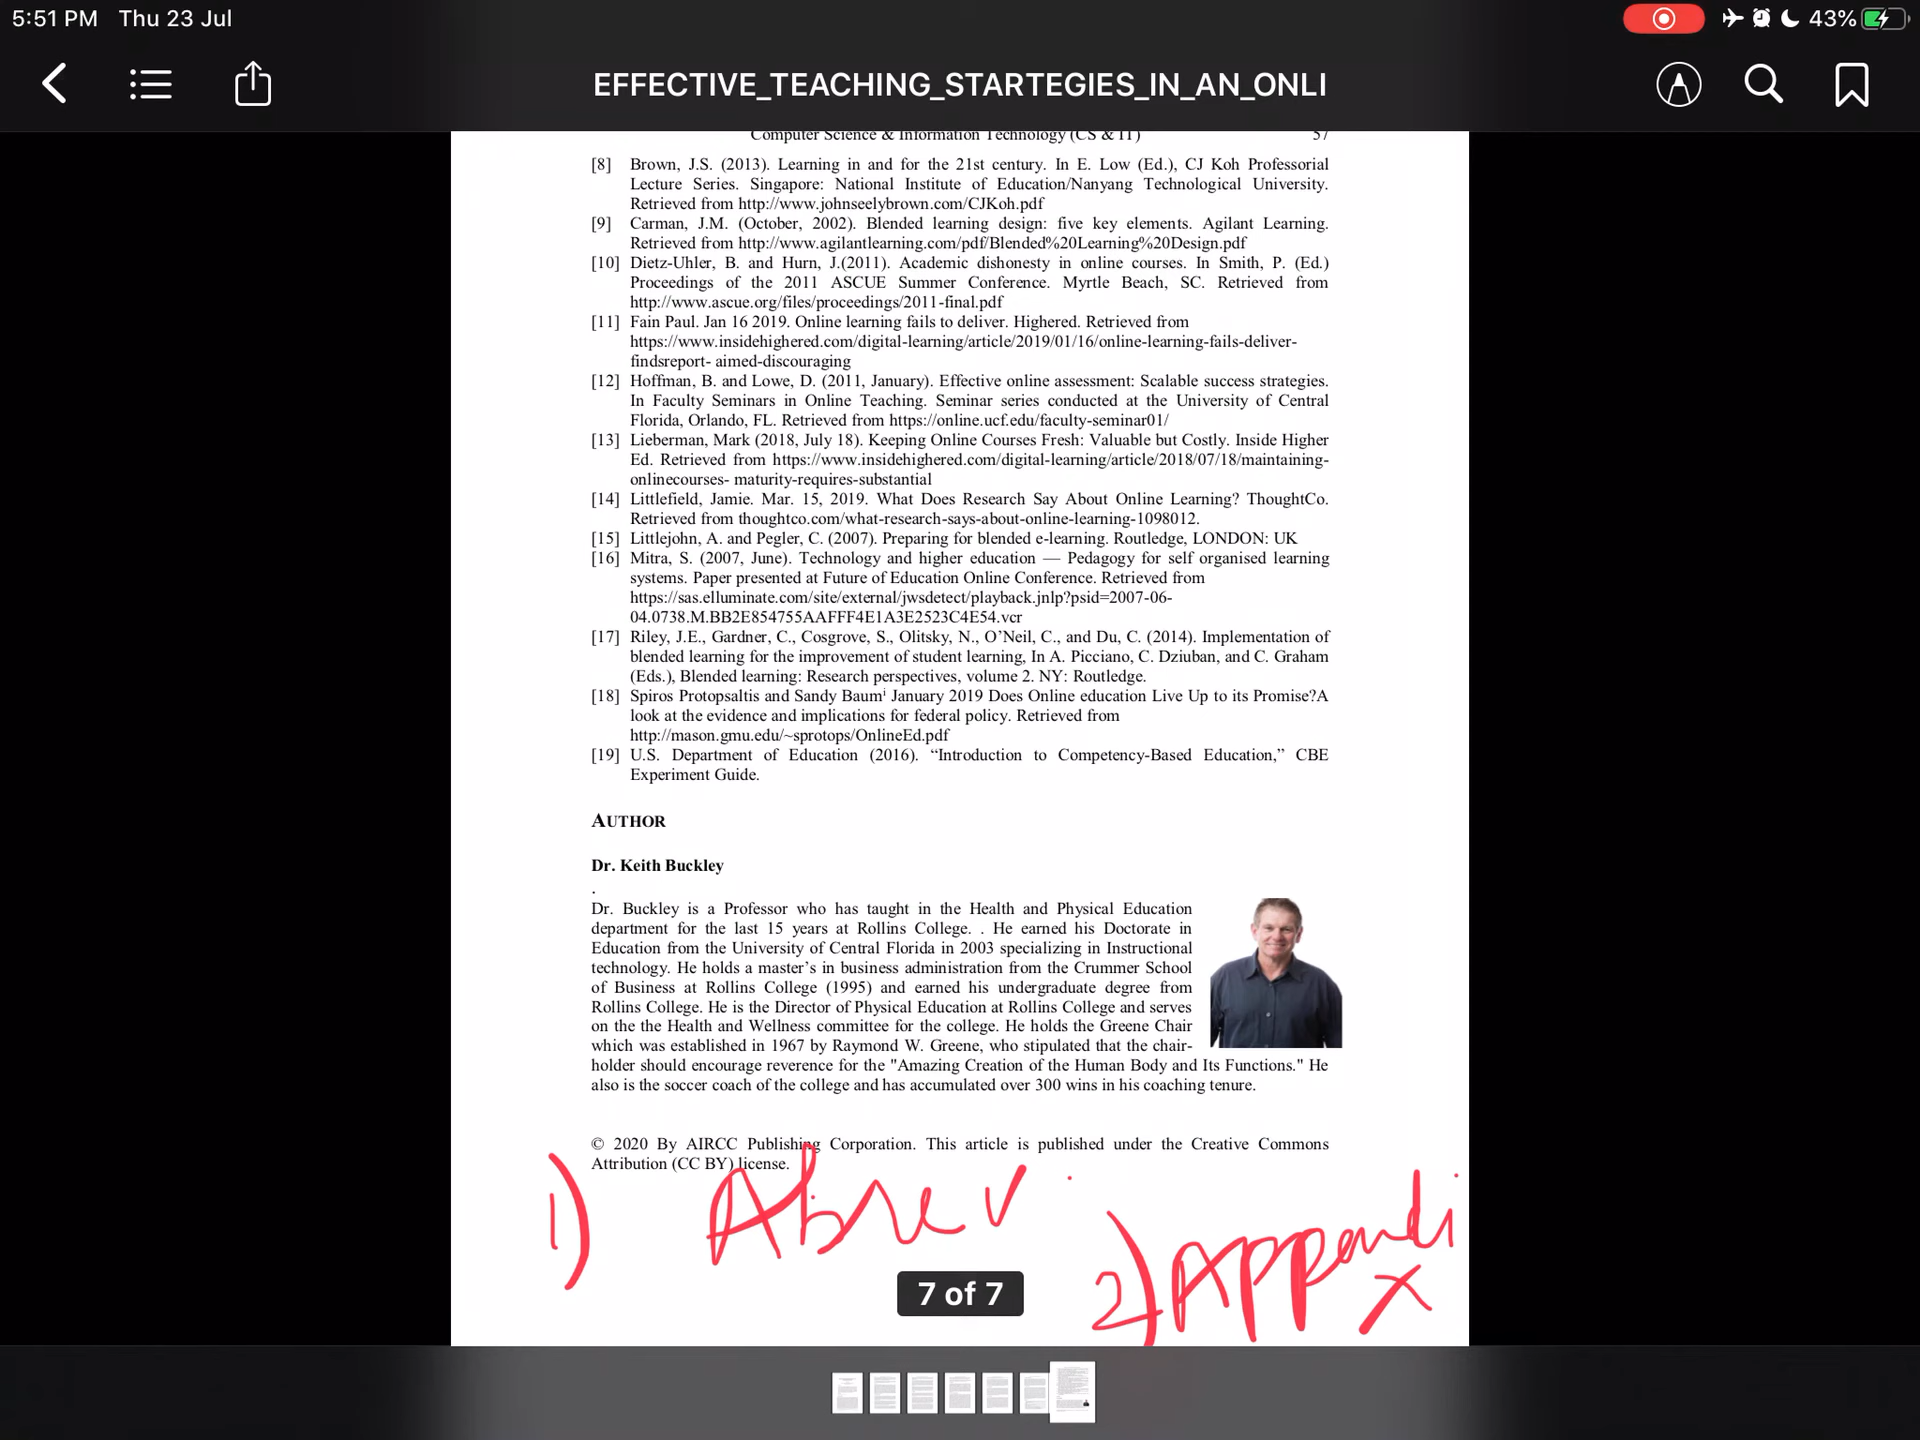 5:51 PM Thu 23 Jul
43%
EFFECTIVE_TEACHING_STARTEGIES_IN_AN_ONLI
Computer Science & Information Technology (CS & IT) 57
[8] Brown, J.S. (2013). Learning in and for the 21st century. In E. Low (Ed.), CJ Koh Professorial
Lecture Series. Singapore: National Institute of Education/Nanyang Technological University.
Retrieved from http://www.johnseelybrown.com/CJKoh.pdf
[9] Carman, J.M. (October, 2002). Blended learning design: five key elements. Agilant Learning.
Retrieved from http://www.agilantlearning.com/pdf/Blended%20Learning%20Design.pdf
[10] Dietz-Uhler, B. and Hurn, J.(2011). Academic dishonesty in online courses. In Smith, P. (Ed.)
Proceedings of the 2011 ASCUE Summer Conference. Myrtle Beach, SC. Retrieved from
http://www.ascue.org/files/proceedings/2011-final.pdf
[11] Fain Paul. Jan 16 2019. Online learning fails to deliver. Highered. Retrieved from
https://www.insidehighered.com/digital-learning/article/2019/01/16/online-learning-fails-deliver-
findsreport- aimed-discouraging
[12] Hoffman, B. and Lowe, D. (2011, January). Effective online assessment: Scalable success strategies.
In Faculty Seminars in Online Teaching. Seminar series conducted at the University of Central
Florida, Orlando, FL. Retrieved from https://online.ucf.edu/faculty-seminar01/
[13] Lieberman, Mark (2018, July 18). Keeping Online Courses Fresh: Valuable but Costly. Inside Higher
Ed. Retrieved from https://www.insidehighered.com/digital-learning/article/2018/07/18/maintaining-
onlinecourses- maturity-requires-substantial
[14] Littlefield, Jamie. Mar. 15, 2019. What Does Research Say About Online Learning? ThoughtCo.
Retrieved from thoughtco.com/what-research-says-about-online-learning-1098012.
[15] Littlejohn, A. and Pegler, C. (2007). Preparing for blended e-learning. Routledge, LONDON: UK
[16] Mitra, S. (2007, June). Technology and higher education — Pedagogy for self organised learning
systems. Paper presented at Future of Education Online Conference. Retrieved from
https://sas.elluminate.com/site/external/jwsdetect/playback.jnlp?psid=2007-06-
04.0738.M.BB2E854755AAFFF4E1A3E2523C4E54.vcr
[17] Riley, J.E., Gardner, C., Cosgrove, S., Olitsky, N., O’Neil, C., and Du, C. (2014). Implementation of
blended learning for the improvement of student learning, In A. Picciano, C. Dziuban, and C. Graham
(Eds.), Blended learning: Research perspectives, volume 2. NY: Routledge.
[18] Spiros Protopsaltis and Sandy Baumⁱ January 2019 Does Online education Live Up to its Promise?A
look at the evidence and implications for federal policy. Retrieved from
http://mason.gmu.edu/~sprotops/OnlineEd.pdf
[19] U.S. Department of Education (2016). “Introduction to Competency-Based Education,” CBE
Experiment Guide.
AUTHOR
Dr. Keith Buckley
.
Dr. Buckley is a Professor who has taught in the Health and Physical Education
department for the last 15 years at Rollins College. . He earned his Doctorate in
Education from the University of Central Florida in 2003 specializing in Instructional
technology. He holds a master’s in business administration from the Crummer School
of Business at Rollins College (1995) and earned his undergraduate degree from
Rollins College. He is the Director of Physical Education at Rollins College and serves
on the the Health and Wellness committee for the college. He holds the Greene Chair
which was established in 1967 by Raymond W. Greene, who stipulated that the chair-
holder should encourage reverence for the "Amazing Creation of the Human Body and Its Functions." He
also is the soccer coach of the college and has accumulated over 300 wins in his coaching tenure.
© 2020 By AIRCC Publishing Corporation. This article is published under the Creative Commons
Attribution (CC BY) license.
1) Abrev
2) Appendi
x
7 of 7